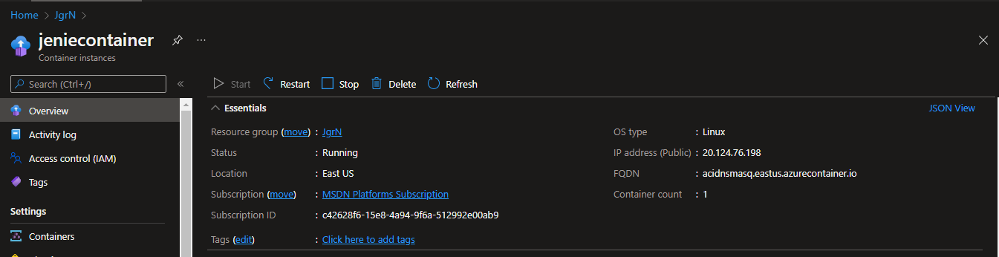 Home > JgrN >
jeniecontainer
Container instances
Search (Ctrl+/)
Overview
Activity log
Access control (IAM)
Tags
Settings
Containers
Start Restart Stop Delete Refresh
Essentials JSON View
Resource group (move) : JgrN
Status : Running
Location : East US
Subscription (move) : MSDN Platforms Subscription
Subscription ID : c42628f6-15e8-4a94-9f6a-512992e00ab9
Tags (edit) : Click here to add tags
OS type : Linux
IP address (Public) : 20.124.76.198
FQDN : acidnsmasq.eastus.azurecontainer.io
Container count : 1